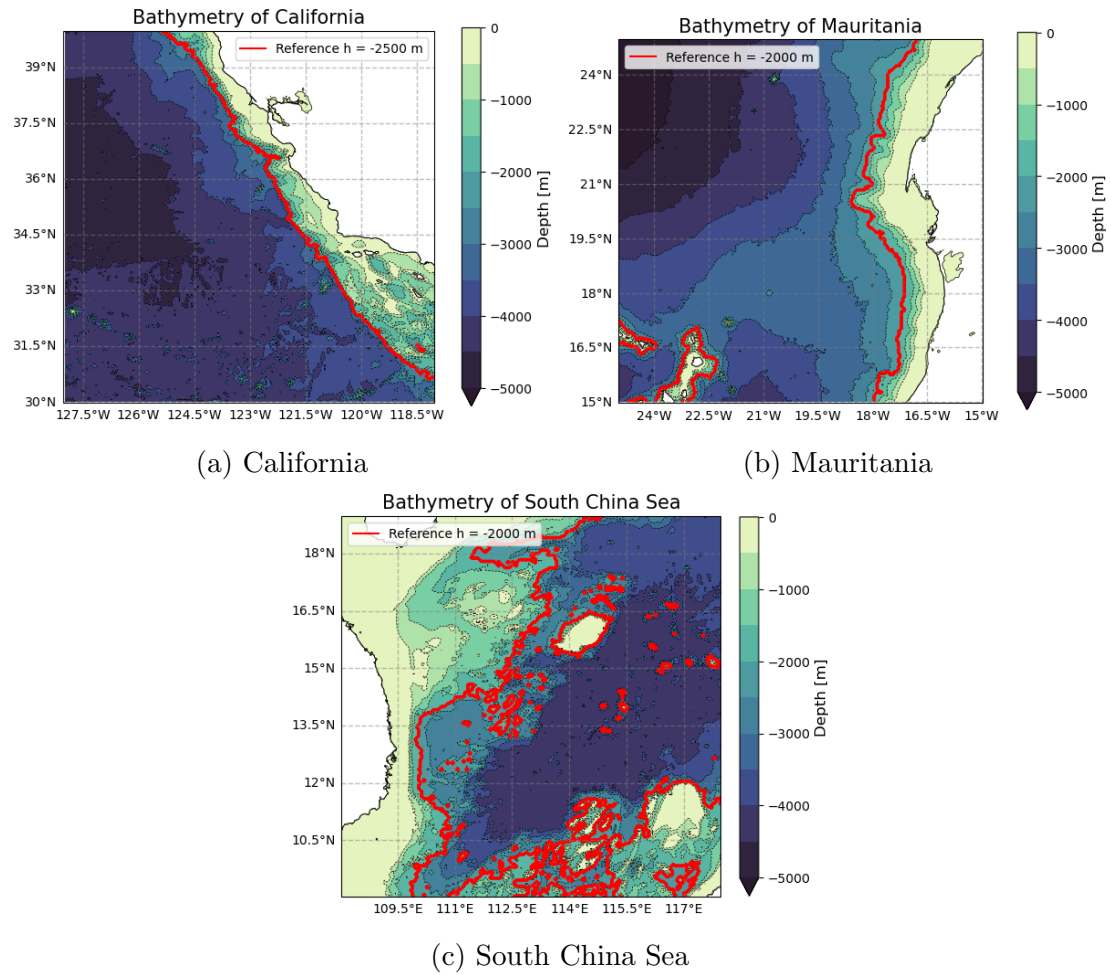 Bathymetry of California
Reference h = -2500 m
39°N
37.5°N
36°N
34.5°N
33°N
31.5°N
30°N
127.5°W 126°W 124.5°W 123°W 121.5°W 120°W 118.5°W
0
−1000
−2000
−3000
−4000
−5000
Depth [m]
(a) California
Bathymetry of Mauritania
Reference h = -2000 m
24°N
22.5°N
21°N
19.5°N
18°N
16.5°N
15°N
24°W 22.5°W 21°W 19.5°W 18°W 16.5°W 15°W
0
−1000
−2000
−3000
−4000
−5000
Depth [m]
(b) Mauritania
Bathymetry of South China Sea
Reference h = -2000 m
18°N
16.5°N
15°N
13.5°N
12°N
10.5°N
109.5°E 111°E 112.5°E 114°E 115.5°E 117°E
0
−1000
−2000
−3000
−4000
−5000
Depth [m]
(c) South China Sea